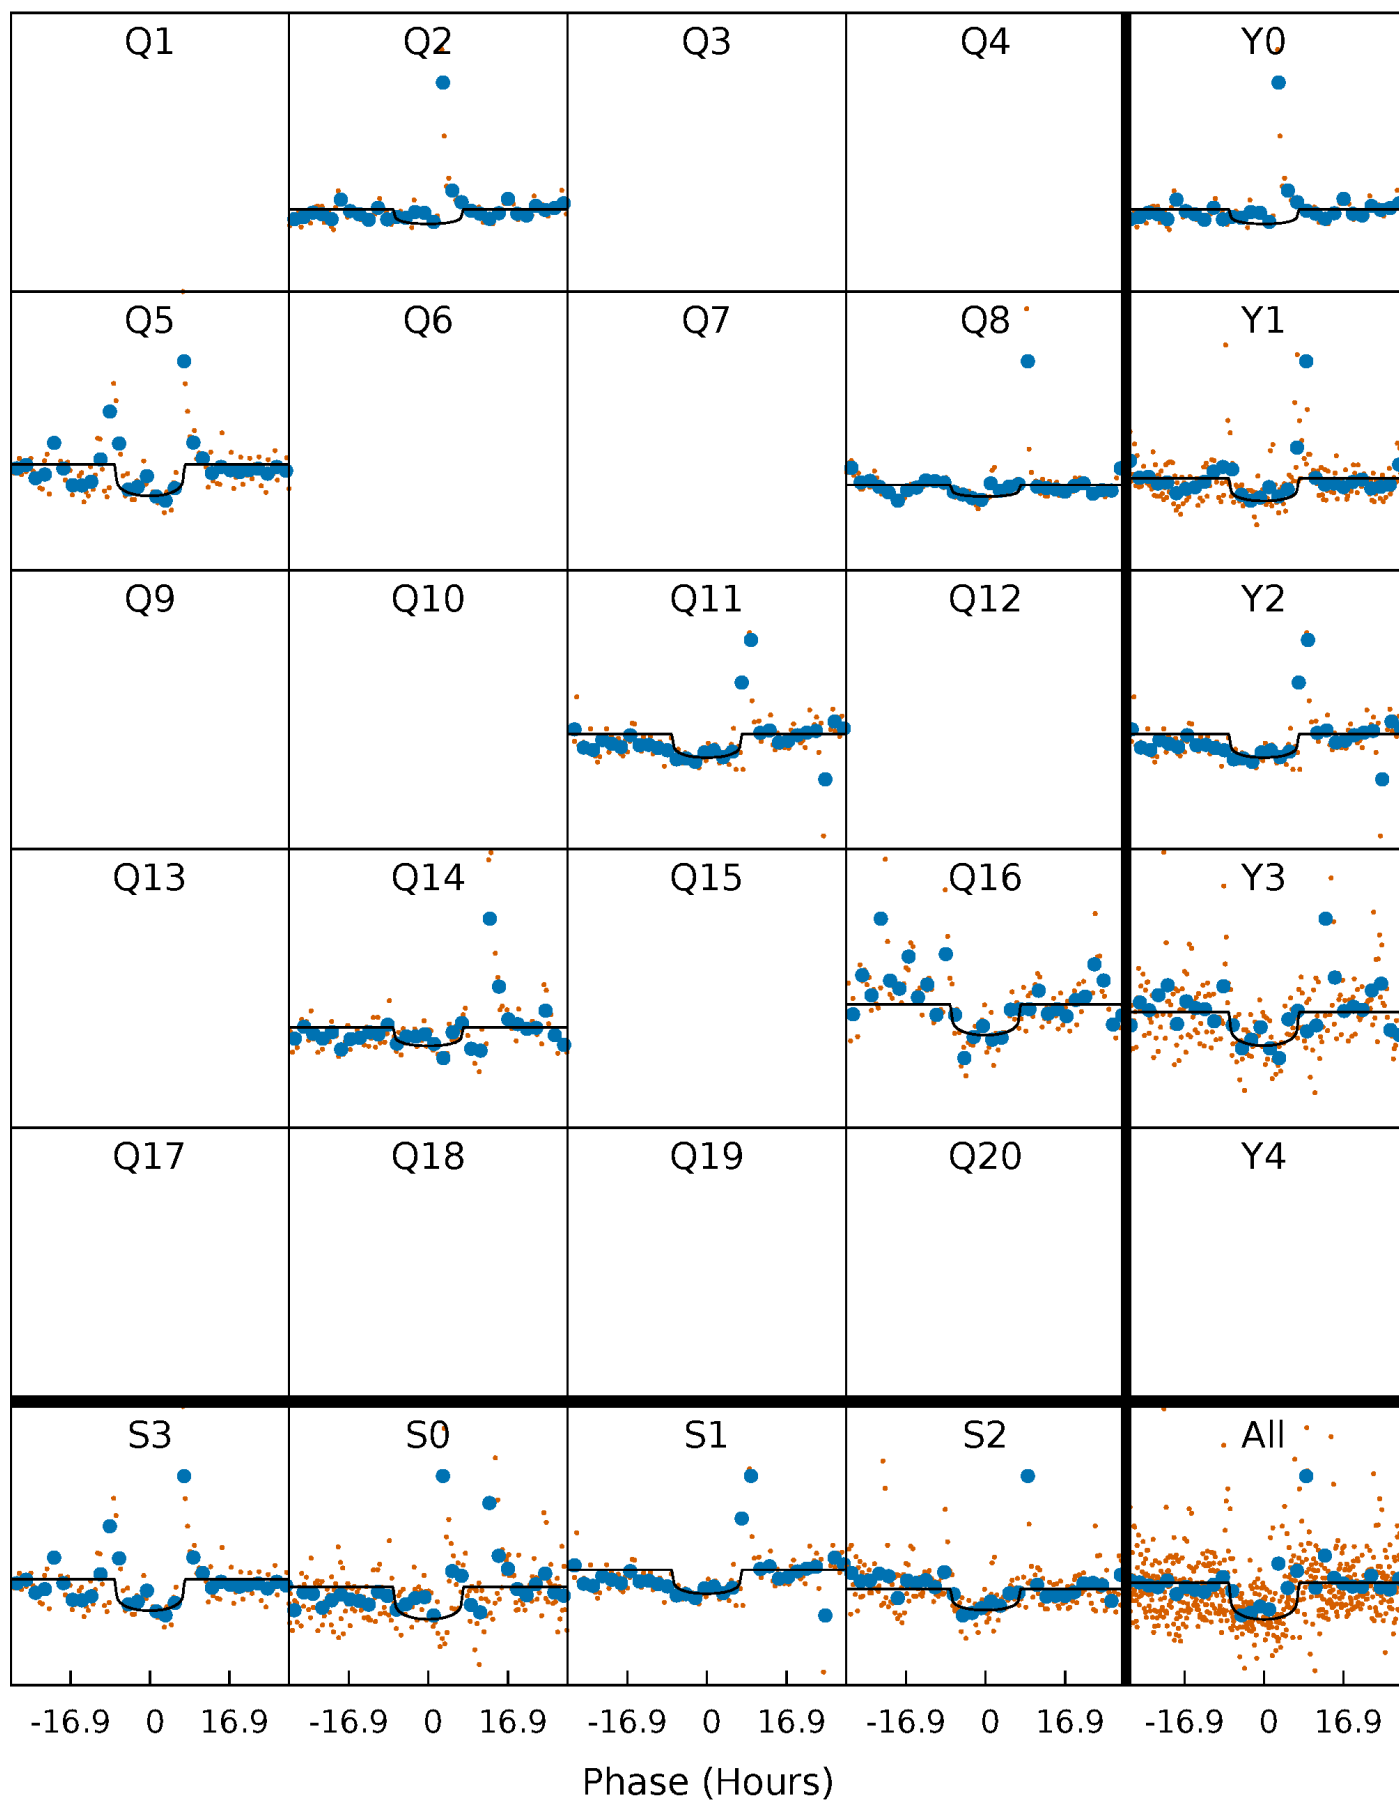 Q1 Q2 Q3 Q4 Y0
Q5 Q6 Q7 Q8 Y1
Q9 Q10 Q11 Q12 Y2
Q13 Q14 Q15 Q16 Y3
Q17 Q18 Q19 Q20 Y4
S3 S0 S1 S2 All
-16.9 0 16.9 -16.9 0 16.9 -16.9 0 16.9 -16.9 0 16.9 -16.9 0 16.9
Phase (Hours)